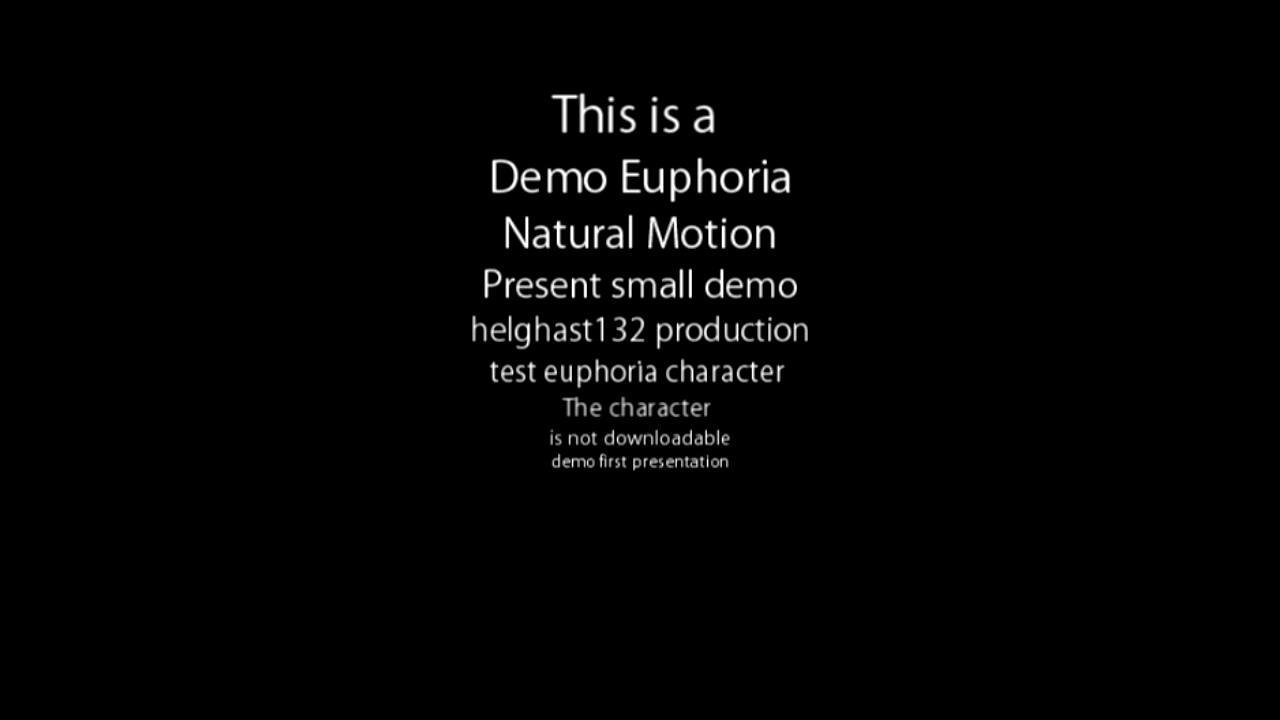 This is a
Demo Euphoria
Natural Motion
Present small demo
helghast132 production
test euphoria character
The character
is not downloadable
demo first presentation